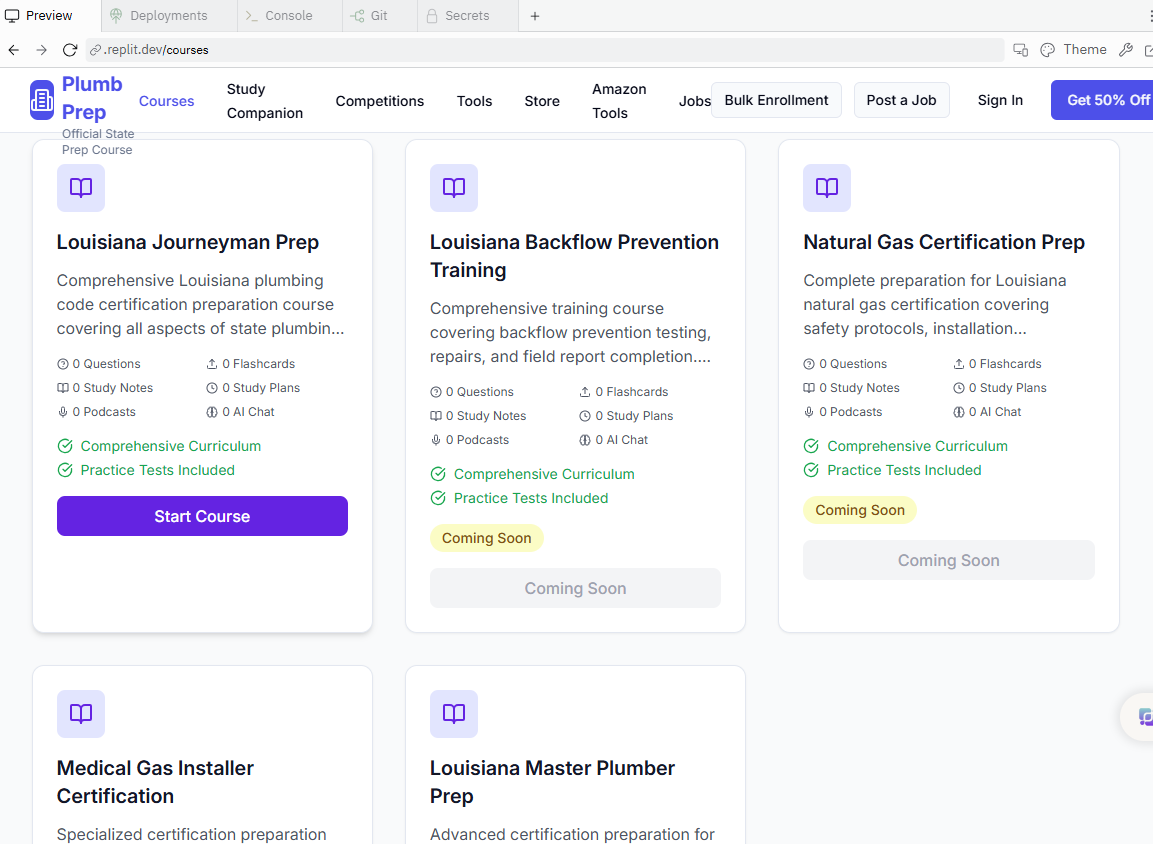 Preview
Deployments
Console
Git
Secrets
.replit.dev/courses
Theme
Plumb
Prep
Official State
Prep Course
Courses
Study
Companion
Competitions
Tools
Store
Amazon
Tools
Jobs
Bulk Enrollment
Post a Job
Sign In
Get 50% Off
Louisiana Journeyman Prep
Comprehensive Louisiana plumbing
code certification preparation course
covering all aspects of state plumbin...
0 Questions
0 Flashcards
0 Study Notes
0 Study Plans
0 Podcasts
0 AI Chat
Comprehensive Curriculum
Practice Tests Included
Start Course
Louisiana Backflow Prevention
Training
Comprehensive training course
covering backflow prevention testing,
repairs, and field report completion....
0 Questions
0 Flashcards
0 Study Notes
0 Study Plans
0 Podcasts
0 AI Chat
Comprehensive Curriculum
Practice Tests Included
Coming Soon
Coming Soon
Natural Gas Certification Prep
Complete preparation for Louisiana
natural gas certification covering
safety protocols, installation...
0 Questions
0 Flashcards
0 Study Notes
0 Study Plans
0 Podcasts
0 AI Chat
Comprehensive Curriculum
Practice Tests Included
Coming Soon
Coming Soon
Medical Gas Installer
Certification
Specialized certification preparation
Louisiana Master Plumber
Prep
Advanced certification preparation for